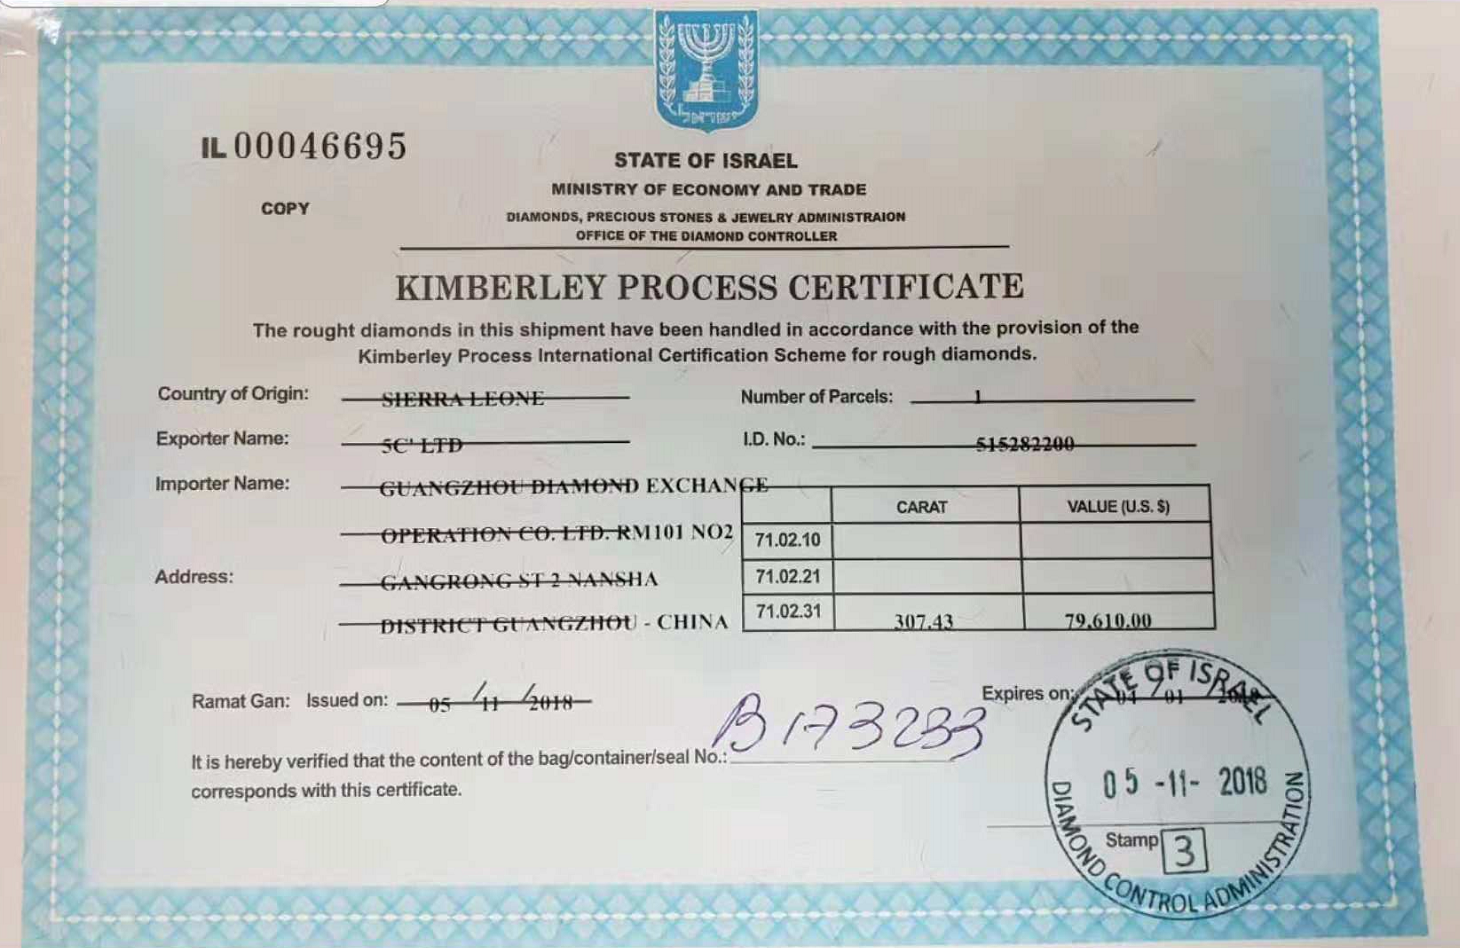 ישראל
IL 00046695
COPY
STATE OF ISRAEL
MINISTRY OF ECONOMY AND TRADE
DIAMONDS, PRECIOUS STONES & JEWELRY ADMINISTRAION
OFFICE OF THE DIAMOND CONTROLLER
KIMBERLEY PROCESS CERTIFICATE
The rought diamonds in this shipment have been handled in accordance with the provision of the
Kimberley Process International Certification Scheme for rough diamonds.
Country of Origin: SIERRA LEONE Number of Parcels: 1
Exporter Name: 5C' LTD I.D. No.: 515282200
Importer Name: GUANGZHOU DIAMOND EXCHANGE
OPERATION CO. LTD. RM101 NO2
Address: GANGRONG ST 2 NANSHA
DISTRICT GUANGZHOU - CHINA
CARAT VALUE (U.S. $)
71.02.10
71.02.21
71.02.31 307.43 79,610.00
Ramat Gan: Issued on: 05/11/2018 Expires on: 04 01
It is hereby verified that the content of the bag/container/seal No.: B173233
corresponds with this certificate.
STATE OF ISRAEL
05-11-2018
Stamp 3
DIAMOND CONTROL ADMINISTRATION